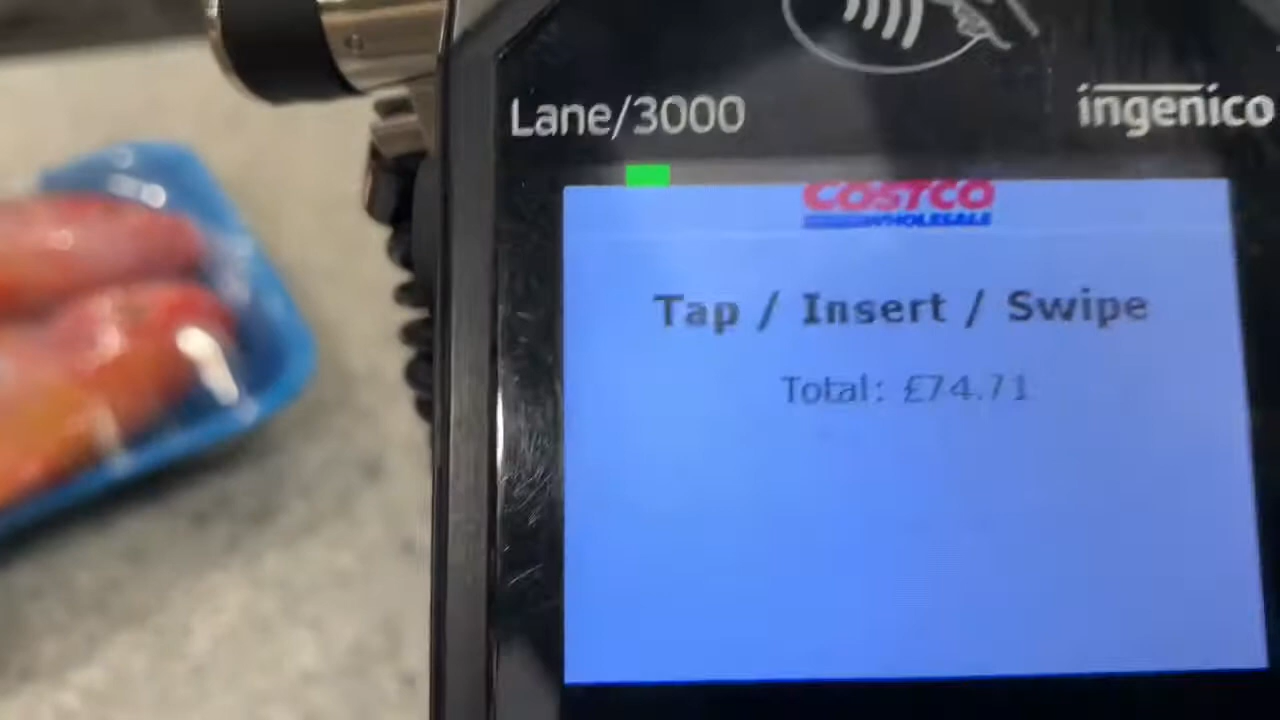 Lane/3000
ingenico
COSTCO
WHOLESALE
Tap / Insert / Swipe
Total: £74.71